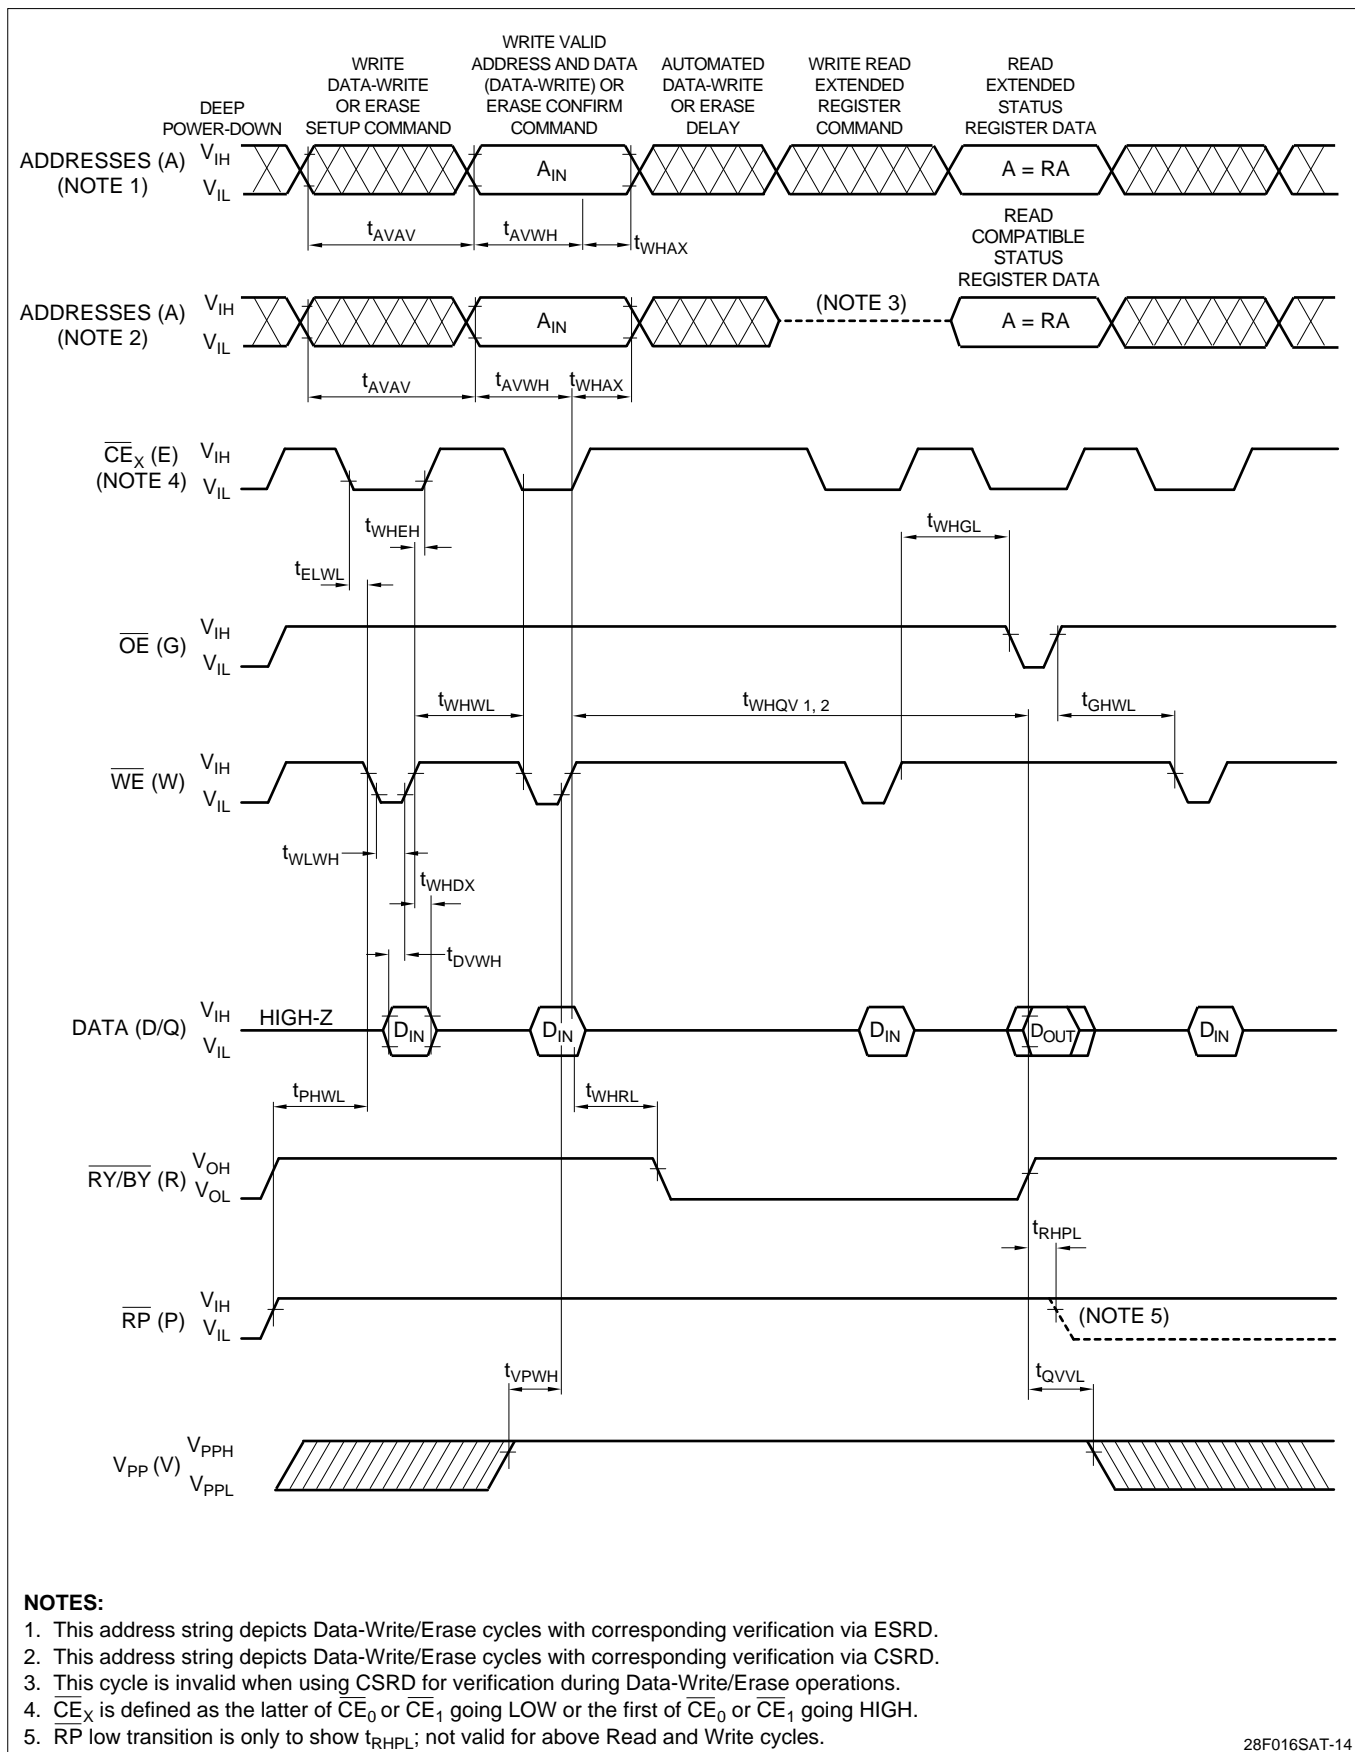 DEEP
POWER-DOWN
WRITE
DATA-WRITE
OR ERASE
SETUP COMMAND
WRITE VALID
ADDRESS AND DATA
(DATA-WRITE) OR
ERASE CONFIRM
COMMAND
AUTOMATED
DATA-WRITE
OR ERASE
DELAY
WRITE READ
EXTENDED
REGISTER
COMMAND
READ
EXTENDED
STATUS
REGISTER DATA
ADDRESSES (A)
(NOTE 1)
VIH
VIL
AIN
A = RA
tAVAV
tAVWH
tWHAX
READ
COMPATIBLE
STATUS
REGISTER DATA
ADDRESSES (A)
(NOTE 2)
VIH
VIL
AIN
(NOTE 3)
A = RA
tAVAV
tAVWH
tWHAX
CEX (E)
(NOTE 4)
VIH
VIL
tWHEH
tWHGL
tELWL
OE (G)
VIH
VIL
tWHWL
tWHQV 1, 2
tGHWL
WE (W)
VIH
VIL
tWLWH
tWHDX
tDVWH
DATA (D/Q)
VIH
VIL
HIGH-Z
DIN
DIN
DIN
DOUT
DIN
tPHWL
tWHRL
RY/BY (R)
VOH
VOL
tRHPL
RP (P)
VIH
VIL
(NOTE 5)
tVPWH
tQVVL
VPP (V)
VPPH
VPPL
NOTES:
1. This address string depicts Data-Write/Erase cycles with corresponding verification via ESRD.
2. This address string depicts Data-Write/Erase cycles with corresponding verification via CSRD.
3. This cycle is invalid when using CSRD for verification during Data-Write/Erase operations.
4. CEX is defined as the latter of CE0 or CE1 going LOW or the first of CE0 or CE1 going HIGH.
5. RP low transition is only to show tRHPL; not valid for above Read and Write cycles.
28F016SAT-14